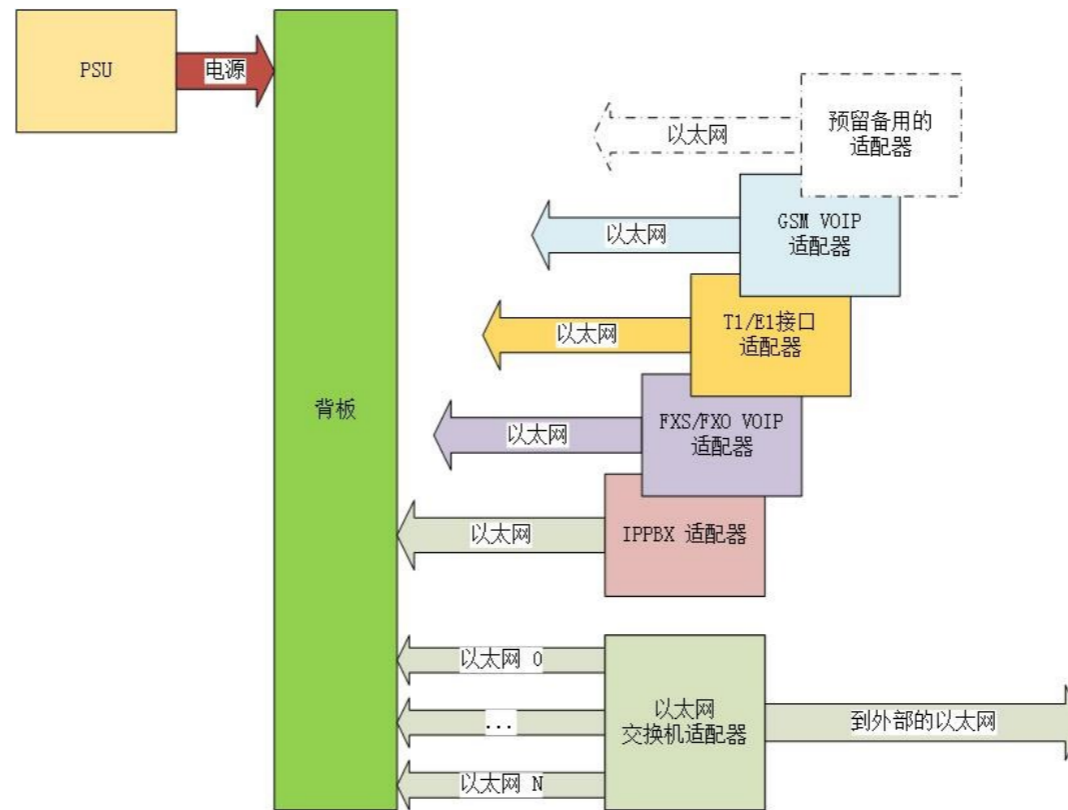 PSU
电源
预留备用的
适配器
以太网
GSM VOIP
适配器
以太网
T1/E1接口
适配器
以太网
背板
FXS/FXO VOIP
适配器
以太网
IPPBX 适配器
以太网
以太网 0
...
以太网 N
以太网
交换机适配器
到外部的以太网